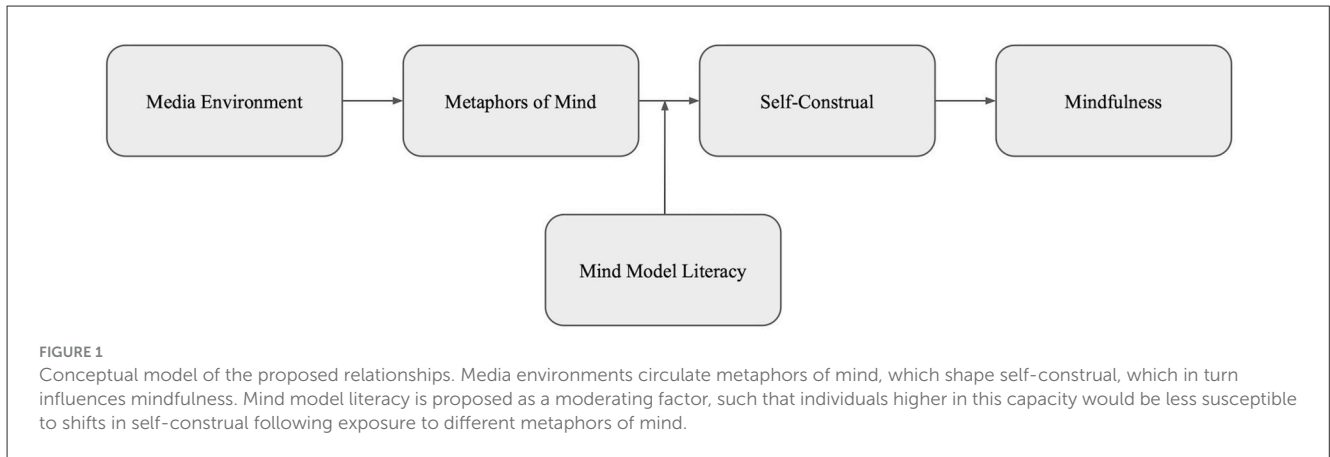 Media Environment
Metaphors of Mind
Self-Construal
Mindfulness
Mind Model Literacy
FIGURE 1
Conceptual model of the proposed relationships. Media environments circulate metaphors of mind, which shape self-construal, which in turn
influences mindfulness. Mind model literacy is proposed as a moderating factor, such that individuals higher in this capacity would be less susceptible
to shifts in self-construal following exposure to different metaphors of mind.